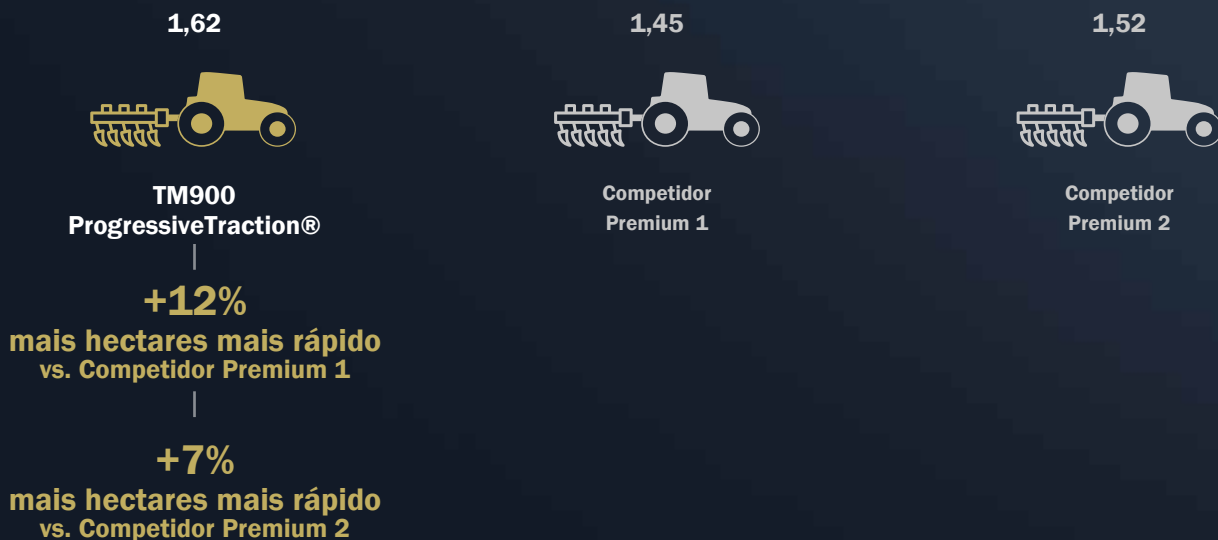 1,62
1,45
1,52
TM900
ProgressiveTraction®
Competidor
Premium 1
Competidor
Premium 2
+12%
mais hectares mais rápido
vs. Competidor Premium 1
+7%
mais hectares mais rápido
vs. Competidor Premium 2